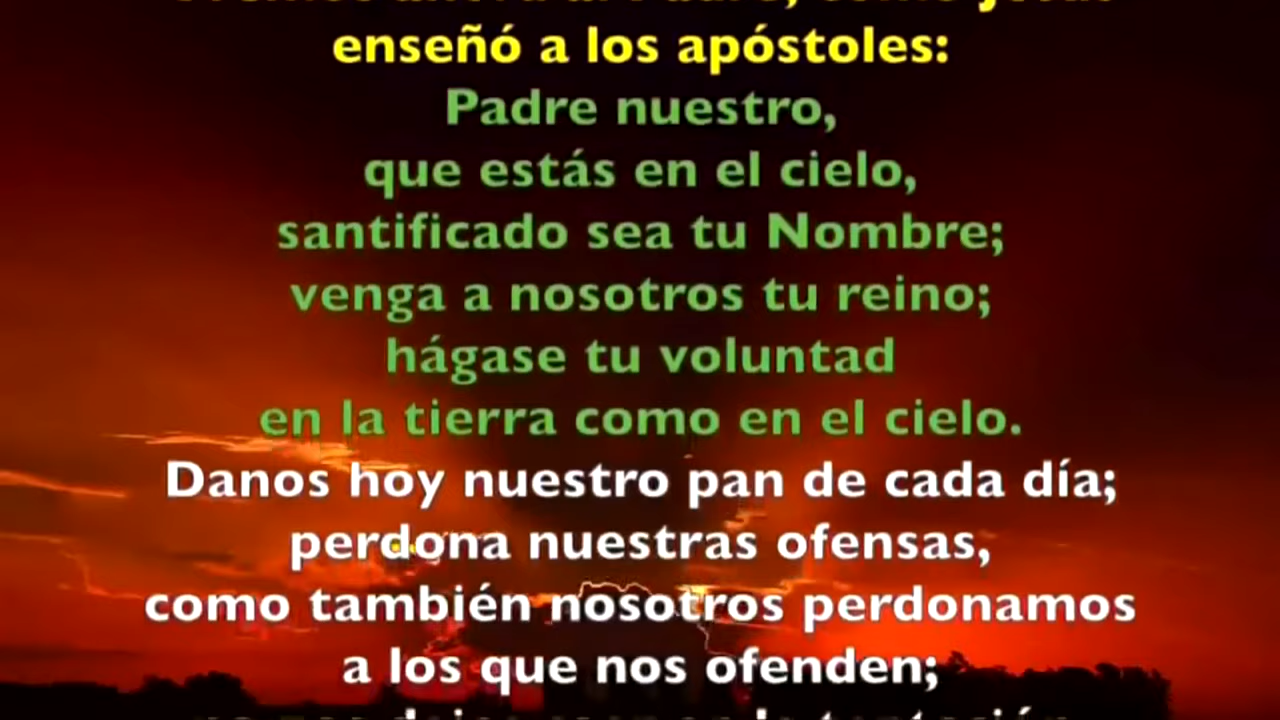 enseñó a los apóstoles:
Padre nuestro,
que estás en el cielo,
santificado sea tu Nombre;
venga a nosotros tu reino;
hágase tu voluntad
en la tierra como en el cielo.
Danos hoy nuestro pan de cada día;
perdona nuestras ofensas,
como también nosotros perdonamos
a los que nos ofenden;